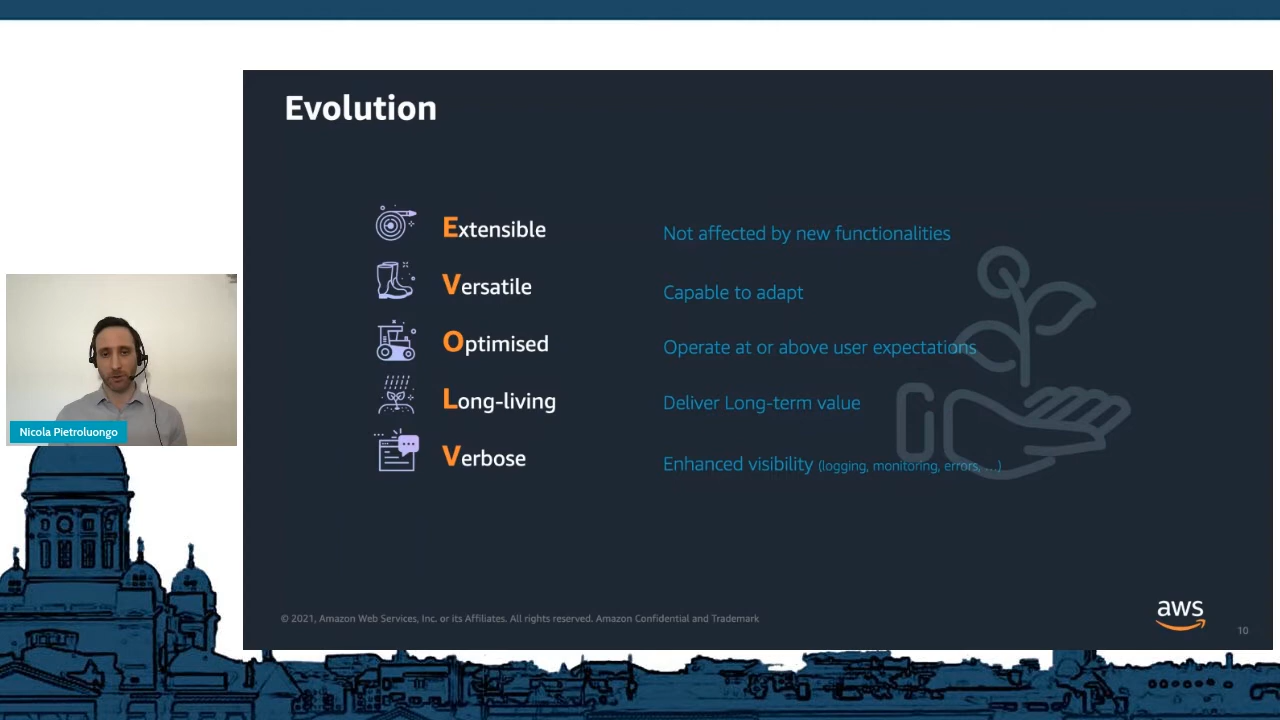 Evolution
Extensible
Not affected by new functionalities
Versatile
Capable to adapt
Optimised
Operate at or above user expectations
Long-living
Deliver Long-term value
Verbose
Enhanced visibility (logging, monitoring, errors, ...)
Nicola Pietroluongo
© 2021, Amazon Web Services, Inc. or its Affiliates. All rights reserved. Amazon Confidential and Trademark
aws
10